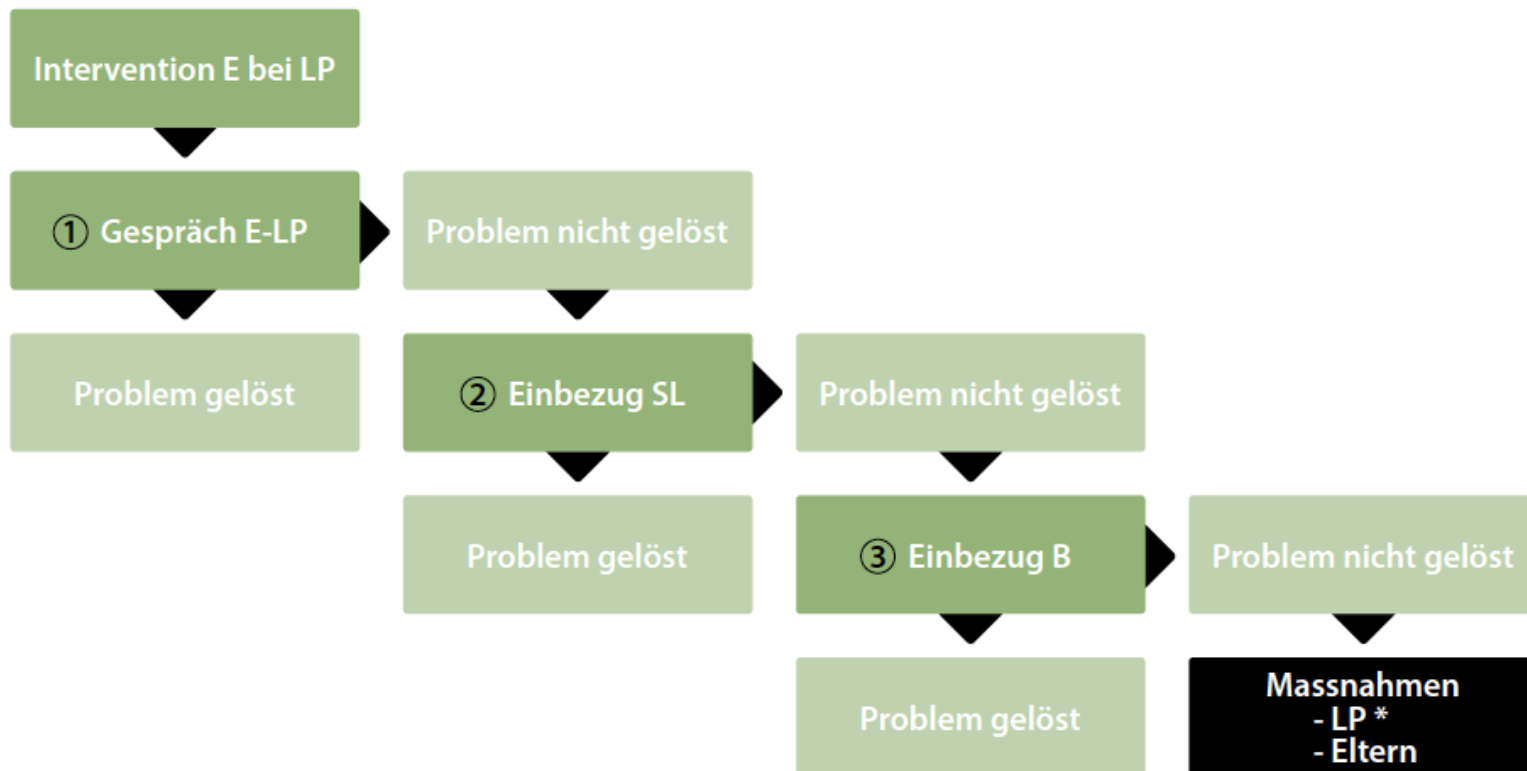 Intervention E bei LP
① Gespräch E-LP
Problem nicht gelöst
Problem gelöst
② Einbezug SL
Problem nicht gelöst
Problem gelöst
③ Einbezug B
Problem nicht gelöst
Problem gelöst
Massnahmen
- LP *
- Eltern